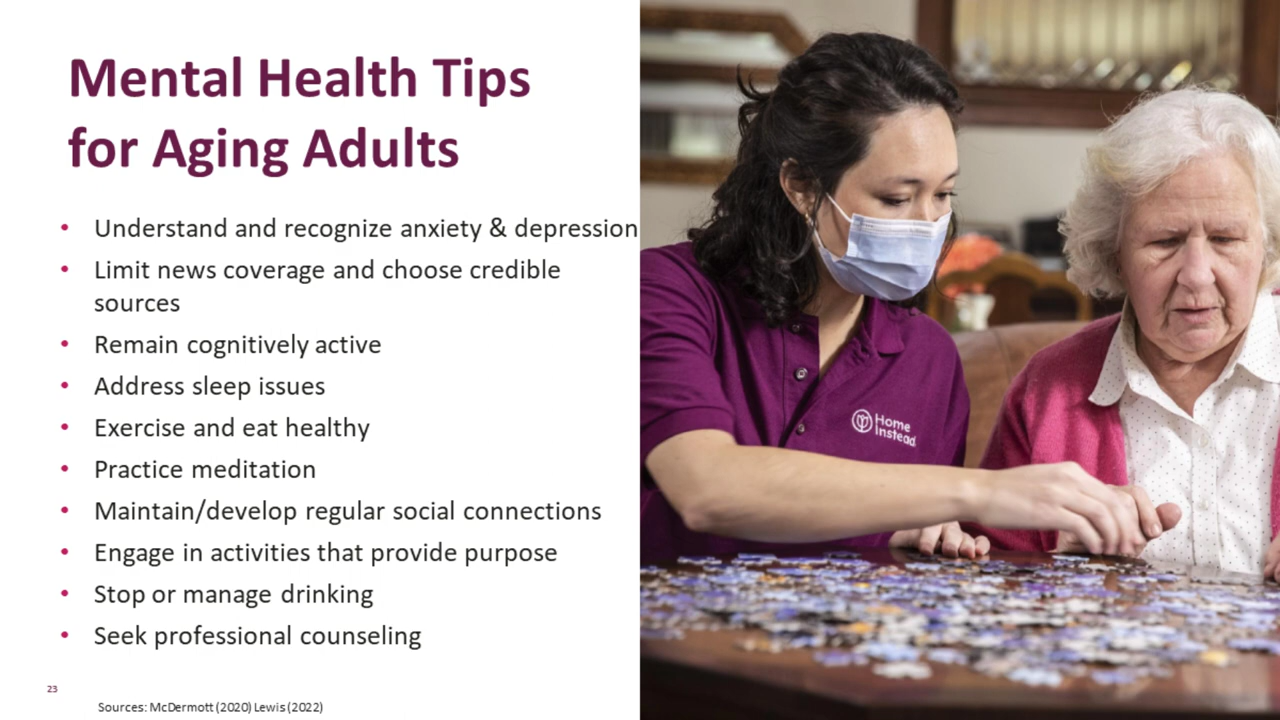 Mental Health Tips
for Aging Adults
• Understand and recognize anxiety & depression
• Limit news coverage and choose credible
sources
• Remain cognitively active
• Address sleep issues
• Exercise and eat healthy
• Practice meditation
• Maintain/develop regular social connections
• Engage in activities that provide purpose
• Stop or manage drinking
• Seek professional counseling
23
Sources: McDermott (2020) Lewis (2022)
Home
Instead